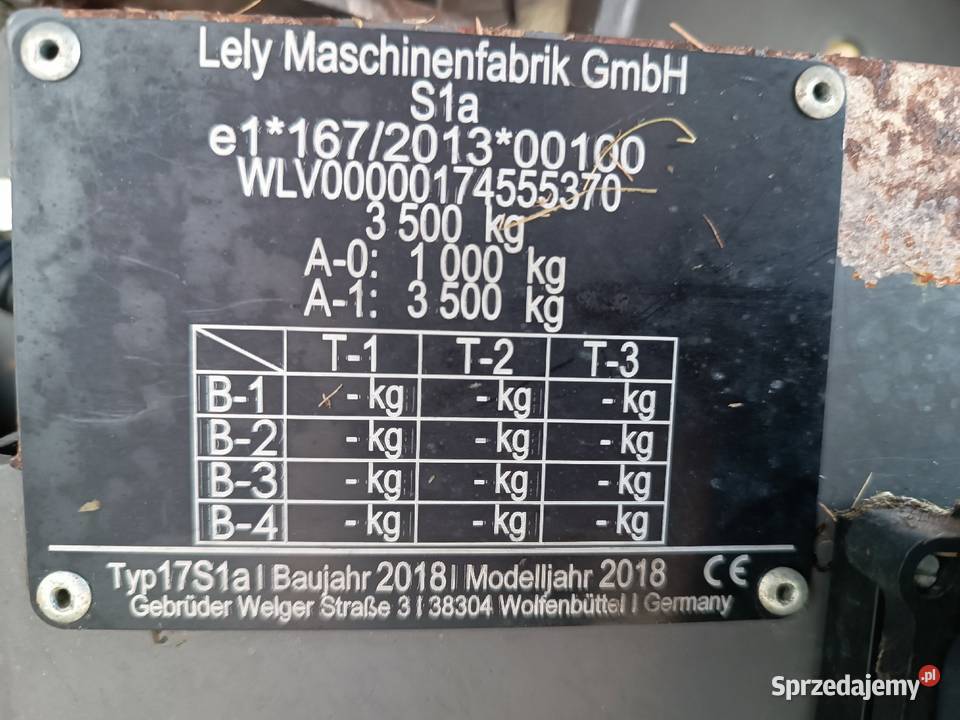 Lely Maschinenfabrik GmbH
S1a
e1*167/2013*00100
WLV00000174555370
3 500 kg
A-0: 1 000 kg
A-1: 3 500 kg
T-1 T-2 T-3
B-1 - kg - kg - kg
B-2 - kg - kg - kg
B-3 - kg - kg - kg
B-4 - kg - kg - kg
Typ17S1a | Baujahr 2018 | Modelljahr 2018 CE
Gebrüder Welger Straße 3 | 38304 Wolfenbüttel | Germany
Sprzedajemy.pl